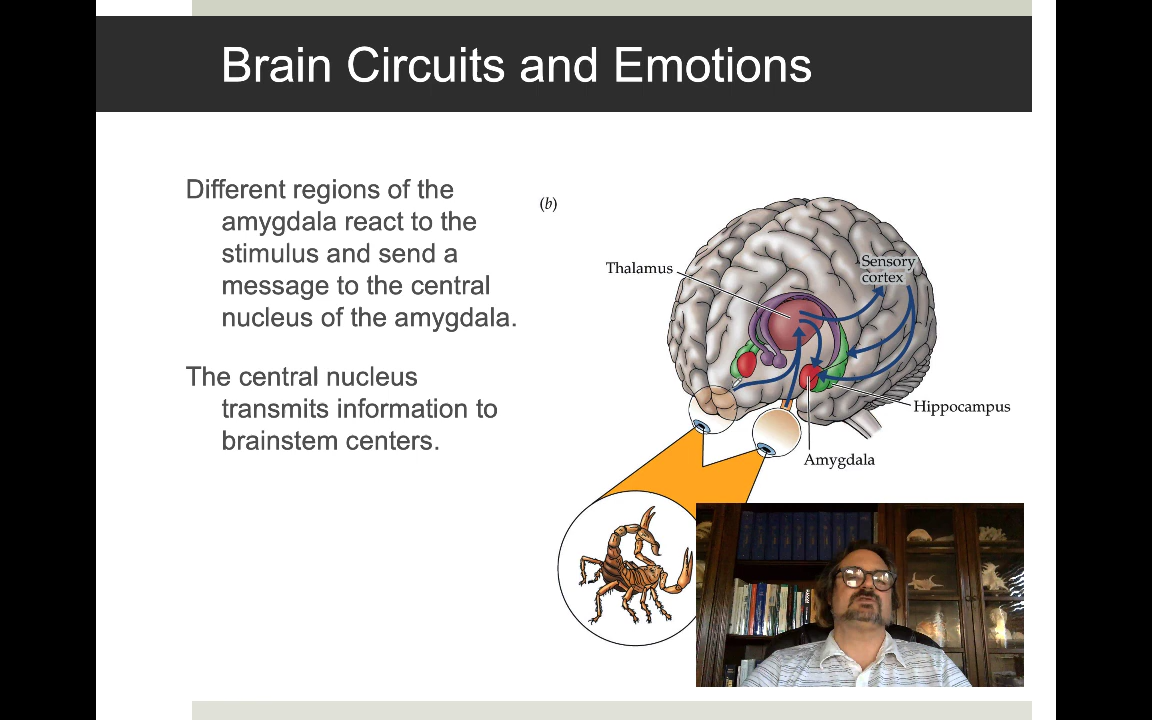 Brain Circuits and Emotions
Different regions of the
amygdala react to the
stimulus and send a
message to the central
nucleus of the amygdala.
The central nucleus
transmits information to
brainstem centers.
(b)
Thalamus
Sensory
cortex
Hippocampus
Amygdala